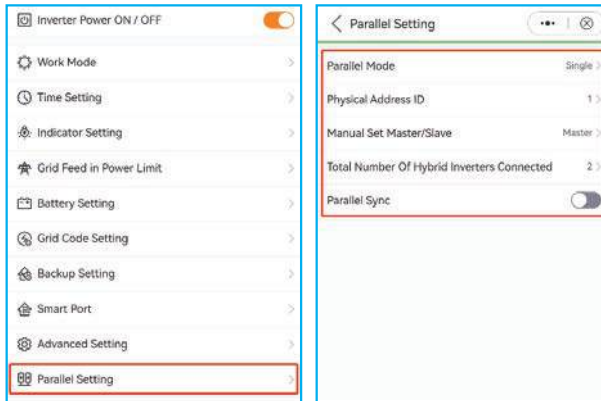 Inverter Power ON / OFF
Work Mode
Time Setting
Indicator Setting
Grid Feed in Power Limit
Battery Setting
Grid Code Setting
Backup Setting
Smart Port
Advanced Setting
Parallel Setting
Parallel Setting
Parallel Mode Single
Physical Address ID 1
Manual Set Master/Slave Master
Total Number Of Hybrid Inverters Connected 2
Parallel Sync